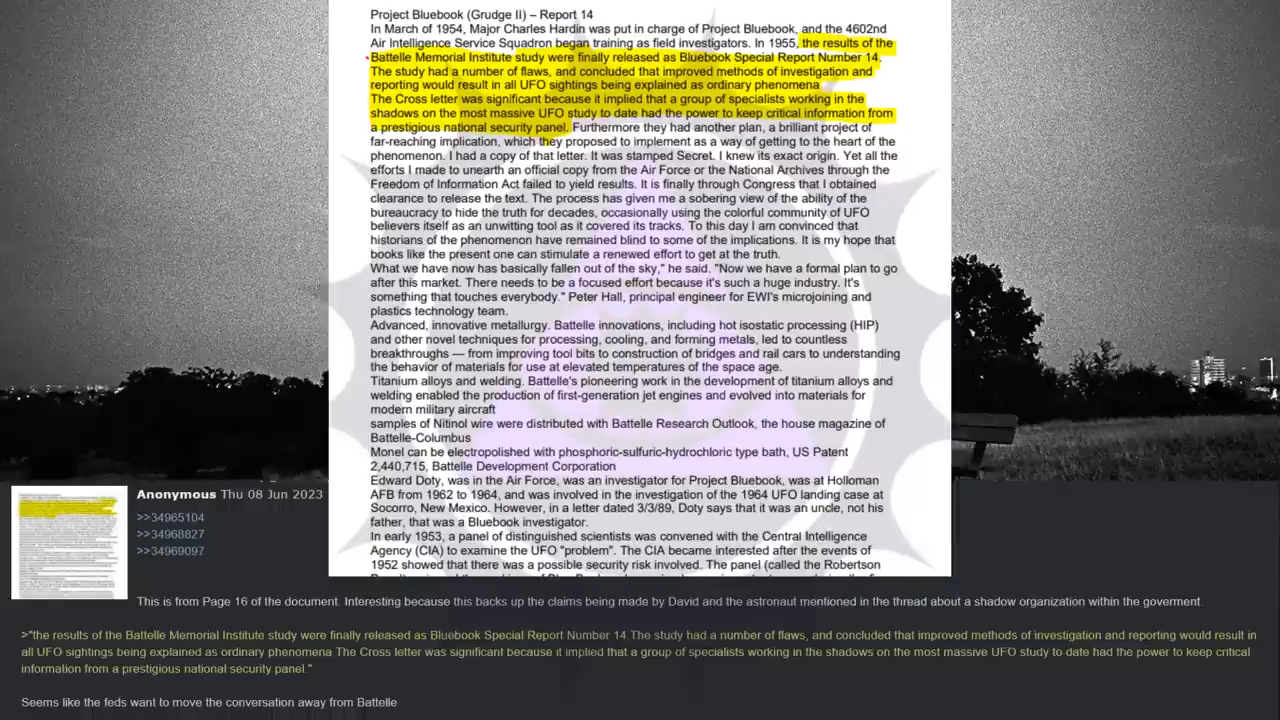 Project Bluebook (Grudge II) – Report 14
In March of 1954, Major Charles Hardin was put in charge of Project Bluebook, and the 4602nd
Air Intelligence Service Squadron began training as field investigators. In 1955, the results of the
Battelle Memorial Institute study were finally released as Bluebook Special Report Number 14.
The study had a number of flaws, and concluded that improved methods of investigation and
reporting would result in all UFO sightings being explained as ordinary phenomena
The Cross letter was significant because it implied that a group of specialists working in the
shadows on the most massive UFO study to date had the power to keep critical information from
a prestigious national security panel. Furthermore they had another plan, a brilliant project of
far-reaching implication, which they proposed to implement as a way of getting to the heart of the
phenomenon. I had a copy of that letter. It was stamped Secret. I knew its exact origin. Yet all the
efforts I made to unearth an official copy from the Air Force or the National Archives through the
Freedom of Information Act failed to yield results. It is finally through Congress that I obtained
clearance to release the text. The process has given me a sobering view of the ability of the
bureaucracy to hide the truth for decades, occasionally using the colorful community of UFO
believers itself as an unwitting tool as it covered its tracks. To this day I am convinced that
historians of the phenomenon have remained blind to some of the implications. It is my hope that
books like the present one can stimulate a renewed effort to get at the truth.
What we have now has basically fallen out of the sky," he said. "Now we have a formal plan to go
after this market. There needs to be a focused effort because it's such a huge industry. It's
something that touches everybody." Peter Hall, principal engineer for EWI's microjoining and
plastics technology team.
Advanced, innovative metallurgy. Battelle innovations, including hot isostatic processing (HIP)
and other novel techniques for processing, cooling, and forming metals, led to countless
breakthroughs — from improving tool bits to construction of bridges and rail cars to understanding
the behavior of materials for use at elevated temperatures of the space age.
Titanium alloys and welding. Battelle's pioneering work in the development of titanium alloys and
welding enabled the production of first-generation jet engines and evolved into materials for
modern military aircraft
samples of Nitinol wire were distributed with Battelle Research Outlook, the house magazine of
Battelle-Columbus
Monel can be electropolished with phosphoric-sulfuric-hydrochloric type bath, US Patent
2,440,715, Battelle Development Corporation
Edward Doty, was in the Air Force, was an investigator for Project Bluebook, was at Holloman
AFB from 1962 to 1964, and was involved in the investigation of the 1964 UFO landing case at
Socorro, New Mexico. However, in a letter dated 3/3/89, Doty says that it was an uncle, not his
father, that was a Bluebook investigator.
In early 1953, a panel of distinguished scientists was convened with the Central Intelligence
Agency (CIA) to examine the UFO "problem". The CIA became interested after the events of
1952 showed that there was a possible security risk involved. The panel (called the Robertson
Anonymous Thu 08 Jun 2023
>>34965104
>>34968827
>>34969097
This is from Page 16 of the document. Interesting because this backs up the claims being made by David and the astronaut mentioned in the thread about a shadow organization within the goverment.
>"the results of the Battelle Memorial Institute study were finally released as Bluebook Special Report Number 14 The study had a number of flaws, and concluded that improved methods of investigation and reporting would result in
all UFO sightings being explained as ordinary phenomena The Cross letter was significant because it implied that a group of specialists working in the shadows on the most massive UFO study to date had the power to keep critical
information from a prestigious national security panel."
Seems like the feds want to move the conversation away from Battelle